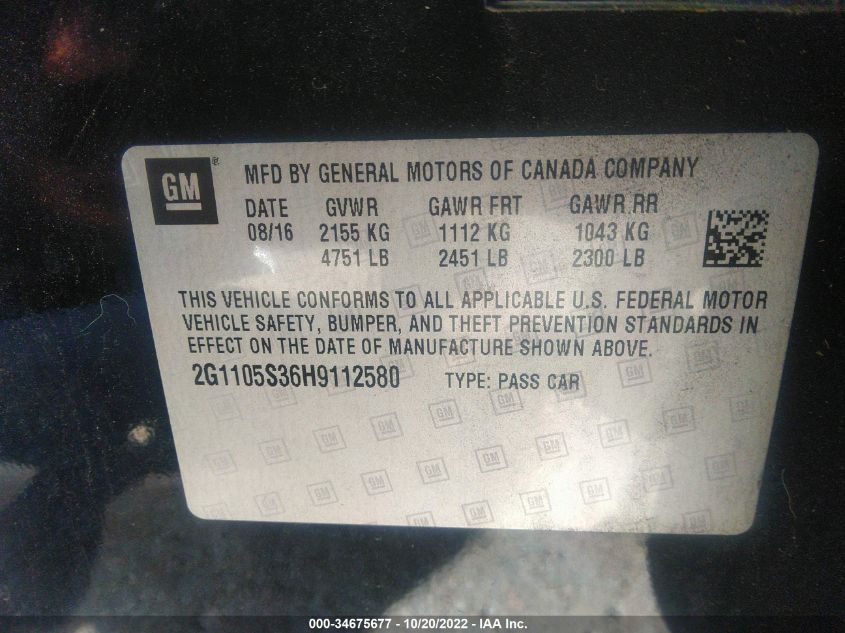 GM®
MFD BY GENERAL MOTORS OF CANADA COMPANY
DATE GVWR GAWR FRT GAWR RR
08/16 2155 KG 1112 KG 1043 KG
4751 LB 2451 LB 2300 LB
THIS VEHICLE CONFORMS TO ALL APPLICABLE U.S. FEDERAL MOTOR
VEHICLE SAFETY, BUMPER, AND THEFT PREVENTION STANDARDS IN
EFFECT ON THE DATE OF MANUFACTURE SHOWN ABOVE.
2G1105S36H9112580 TYPE: PASS CAR
000-34675677 - 10/20/2022 - IAA Inc.